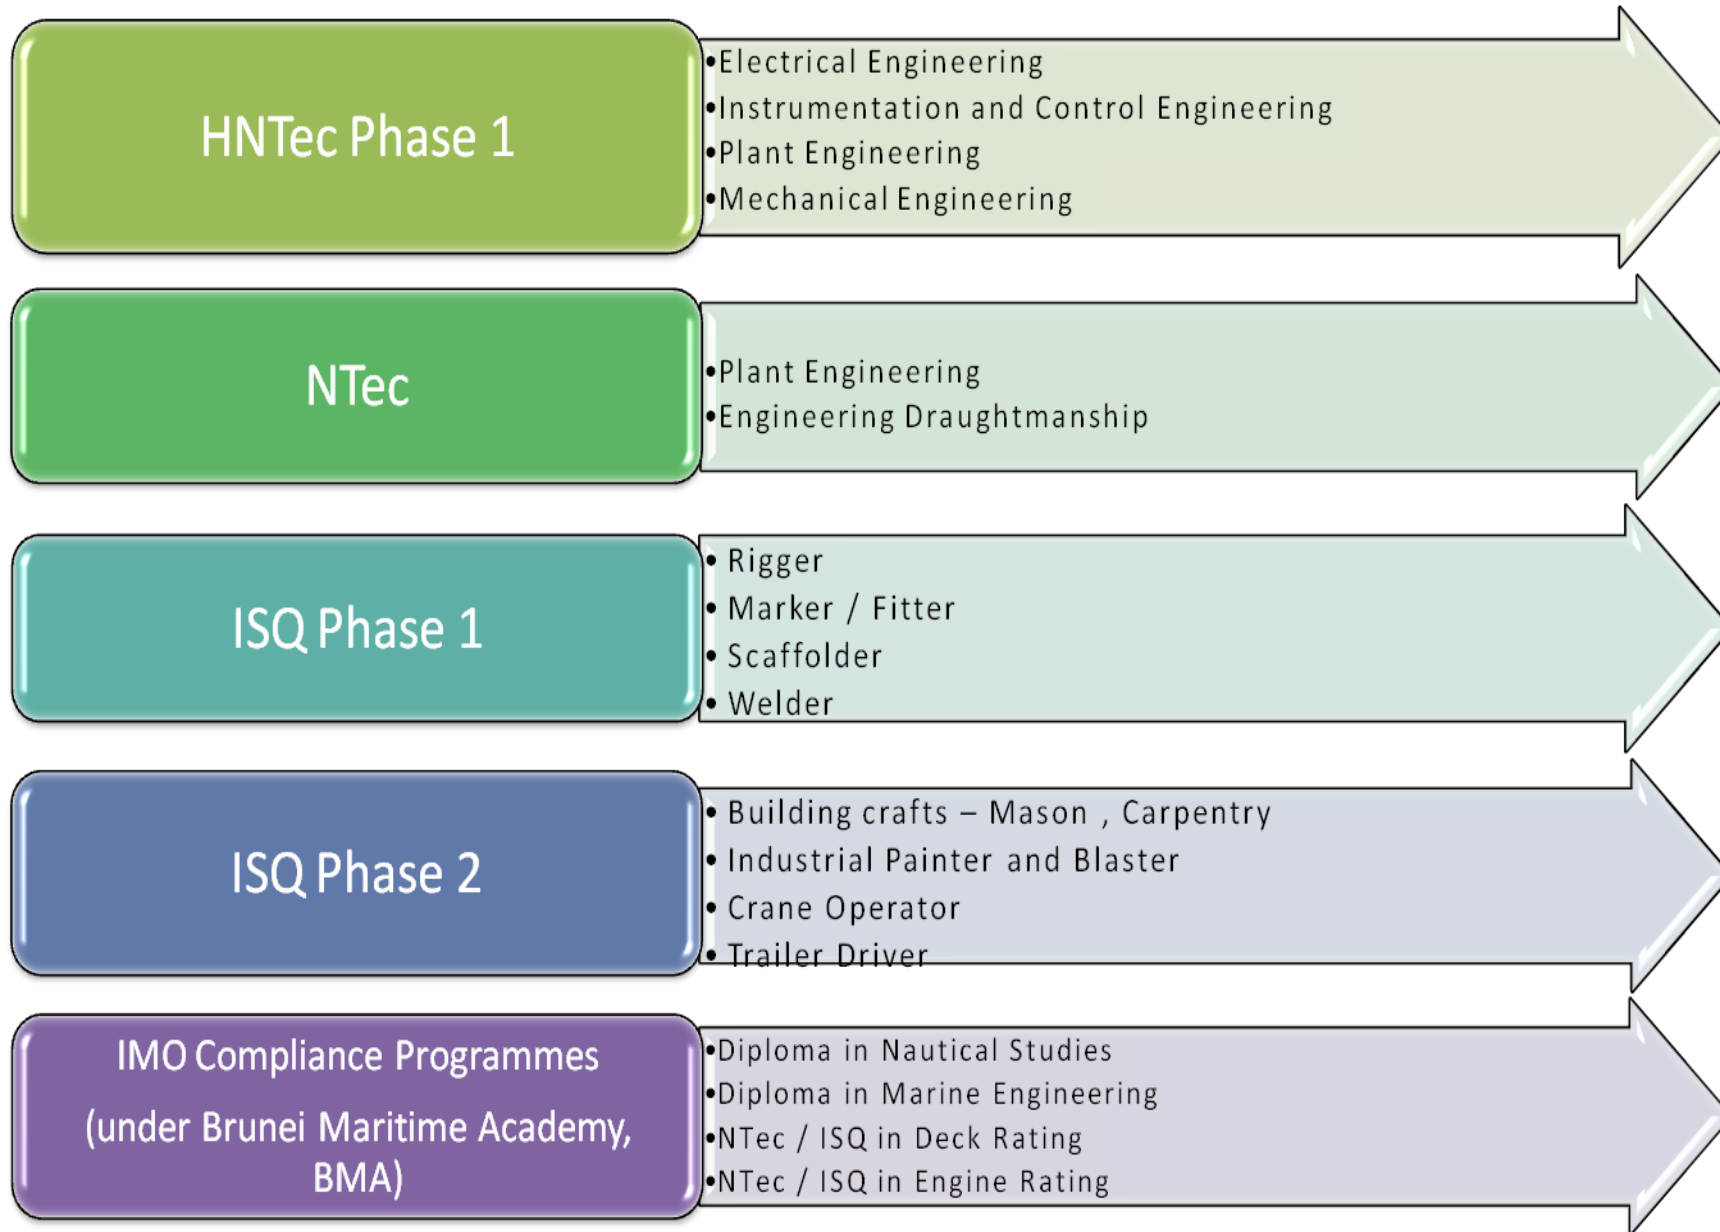 HNTec Phase 1
•Electrical Engineering
•Instrumentation and Control Engineering
•Plant Engineering
•Mechanical Engineering
NTec
•Plant Engineering
•Engineering Draughtmanship
ISQ Phase 1
• Rigger
• Marker / Fitter
• Scaffolder
• Welder
ISQ Phase 2
• Building crafts – Mason , Carpentry
• Industrial Painter and Blaster
• Crane Operator
• Trailer Driver
IMO Compliance Programmes
(under Brunei Maritime Academy,
BMA)
•Diploma in Nautical Studies
•Diploma in Marine Engineering
•NTec / ISQ in Deck Rating
•NTec / ISQ in Engine Rating